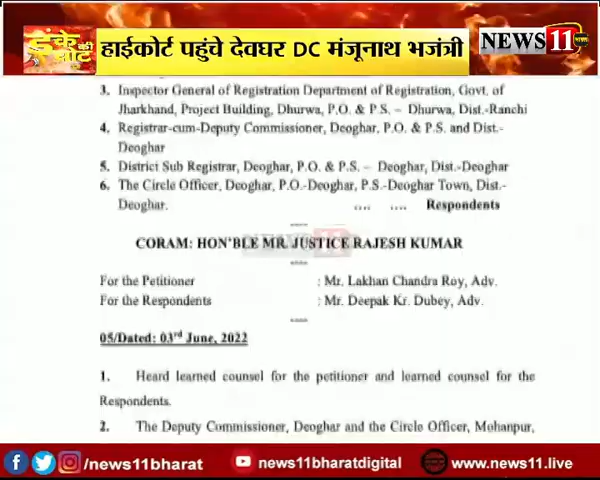 डंके की चोट
हाईकोर्ट पहुंचे देवघर DC मंजूनाथ भजंत्री
NEWS 11 भारत
3. Inspector General of Registration Department of Registration, Govt. of
Jharkhand, Project Building, Dhurwa, P.O. & P.S. – Dhurwa, Dist.-Ranchi
4. Registrar-cum-Deputy Commissioner, Deoghar, P.O. & P.S. and Dist.-
Deoghar
5. District Sub Registrar, Deoghar, P.O. & P.S. – Deoghar, Dist.-Deoghar
6. The Circle Officer, Deoghar, P.O.-Deoghar, P.S.-Deoghar Town, Dist.-
Deoghar. .... .... Respondents
----
CORAM: HON'BLE MR. JUSTICE RAJESH KUMAR
----
For the Petitioner : Mr. Lakhan Chandra Roy, Adv.
For the Respondents : Mr. Deepak Kr. Dubey, Adv.
----
05/Dated: 03rd June, 2022
1. Heard learned counsel for the petitioner and learned counsel for the
Respondents.
2. The Deputy Commissioner, Deoghar and the Circle Officer, Mohanpur,
/news11bharat news11bharatdigital www.news11.live